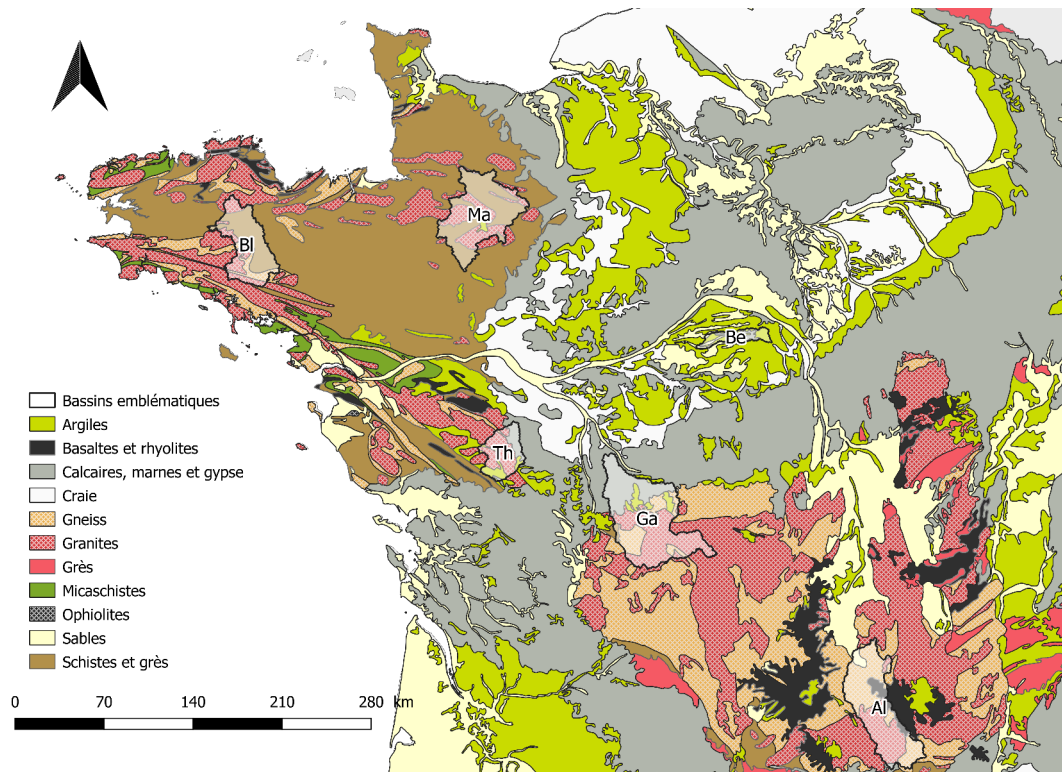 Ma
Bl
Be
Th
Ga
Al
Bassins emblématiques
Argiles
Basaltes et rhyolites
Calcaires, marnes et gypse
Craie
Gneiss
Granites
Grès
Micaschistes
Ophiolites
Sables
Schistes et grès
0 70 140 210 280 km